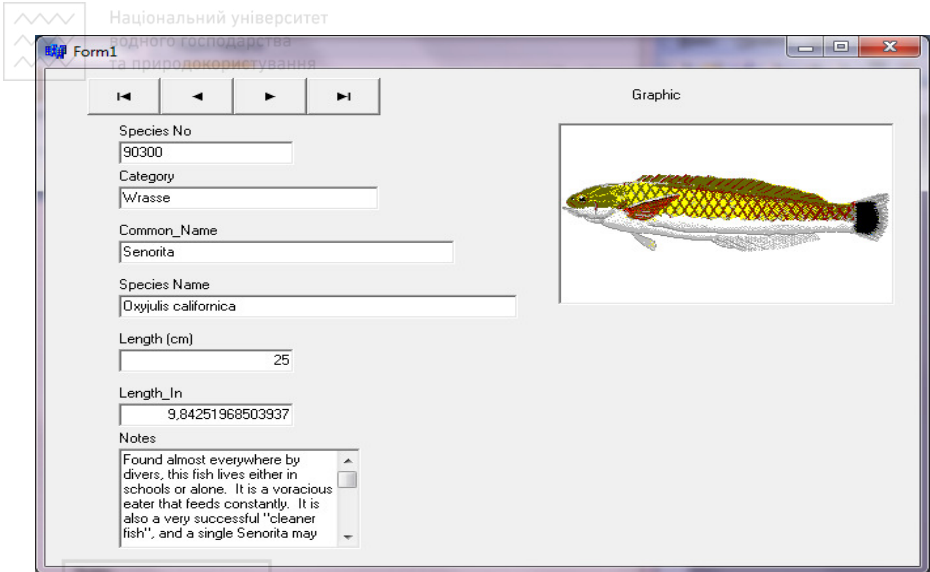 Національний університет
водного господарства
та природокористування
Form1
Graphic
Species No
90300
Category
Wrasse
Common_Name
Senorita
Species Name
Oxyjulis californica
Length (cm)
25
Length_In
9,84251968503937
Notes
Found almost everywhere by
divers, this fish lives either in
schools or alone. It is a voracious
eater that feeds constantly. It is
also a very successful "cleaner
fish", and a single Senorita may